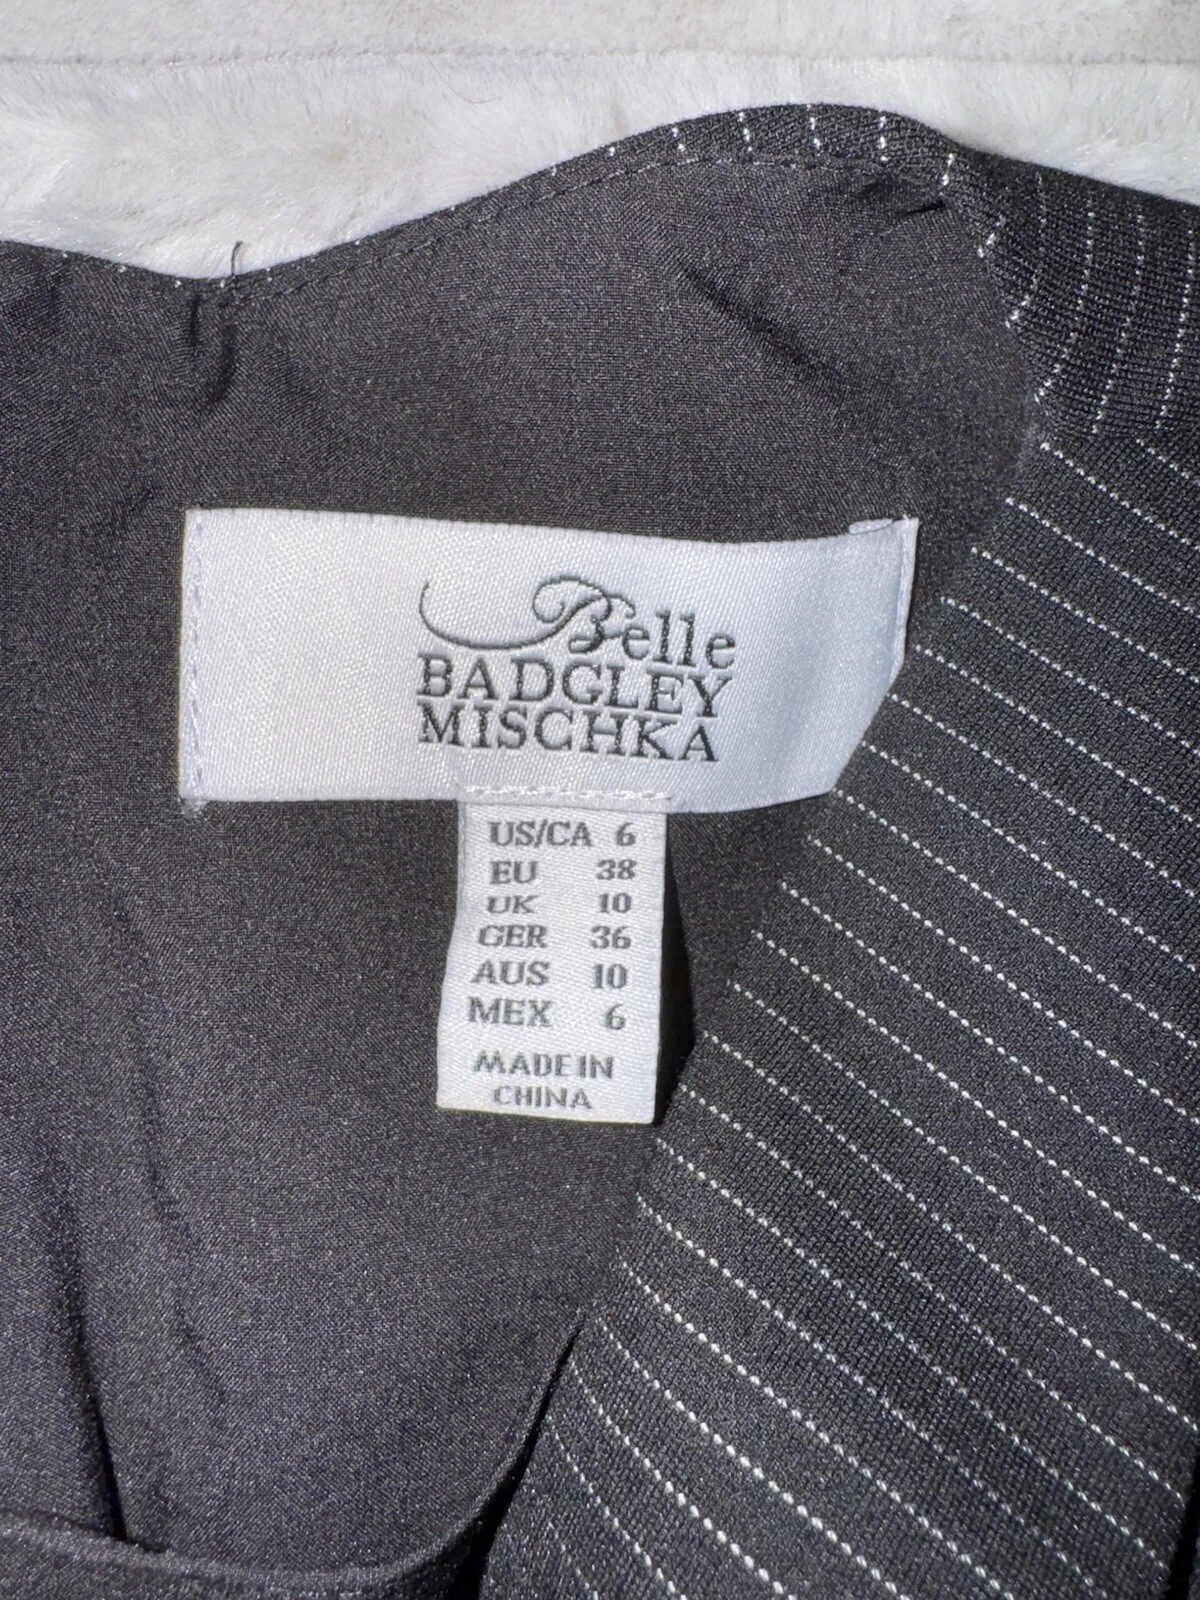 Belle
BADGLEY
MISCHKA
US/CA 6
EU 38
UK 10
GER 36
AUS 10
MEX 6
MADE IN
CHINA